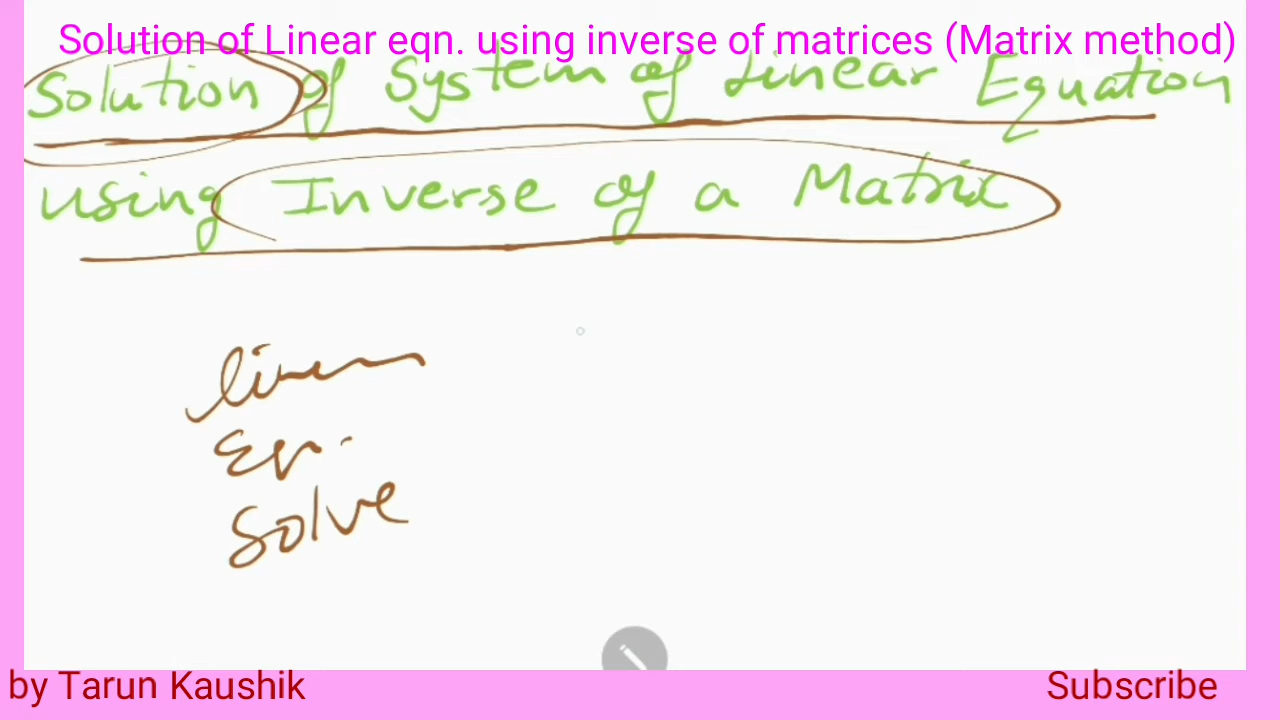 Solution of Linear eqn. using inverse of matrices (Matrix method)
Solution of System of Linear Equation
using Inverse of a Matrix
linear
Eqn.
Solve
by Tarun Kaushik
Subscribe